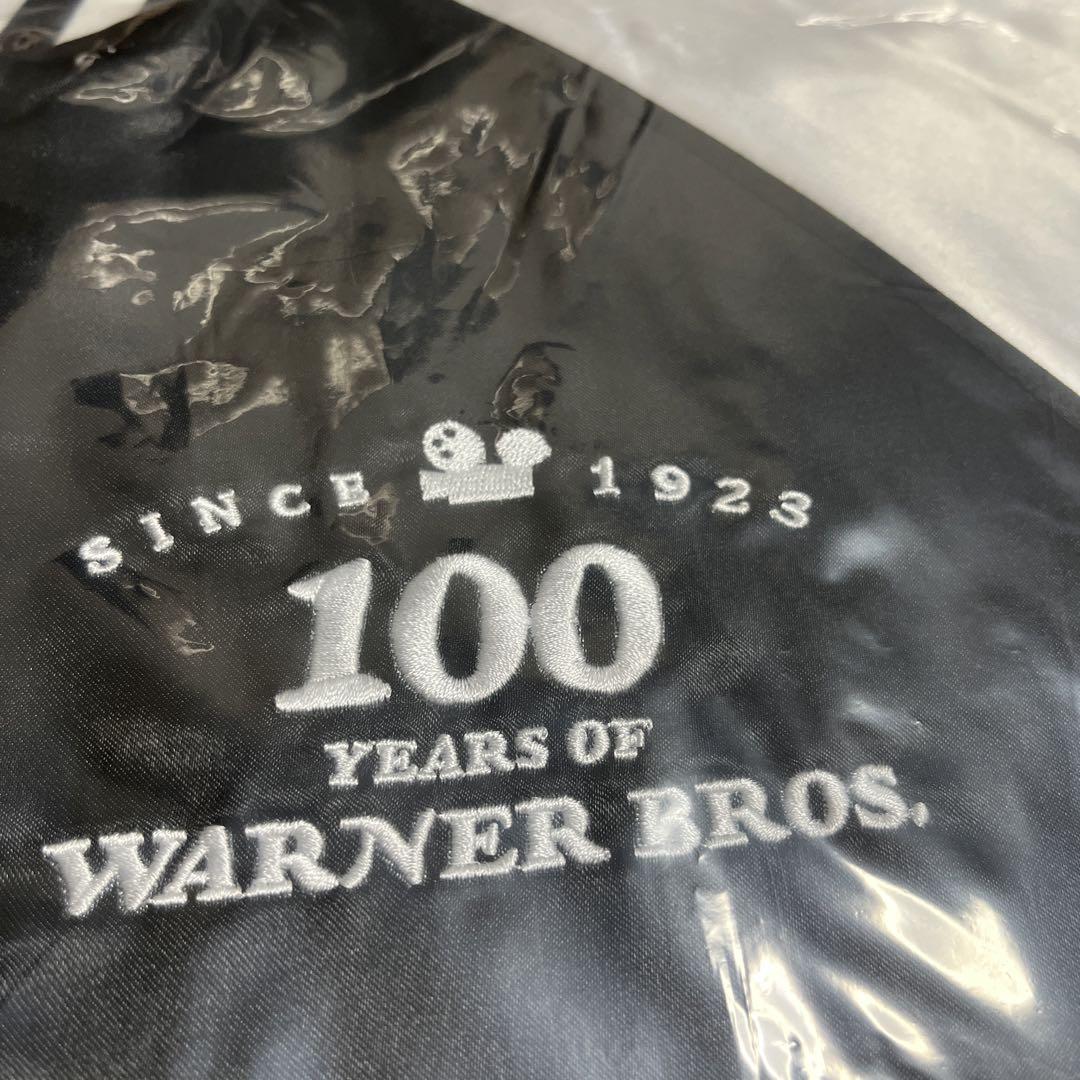 SINCE 1923
100
YEARS OF
WARNER BROS.